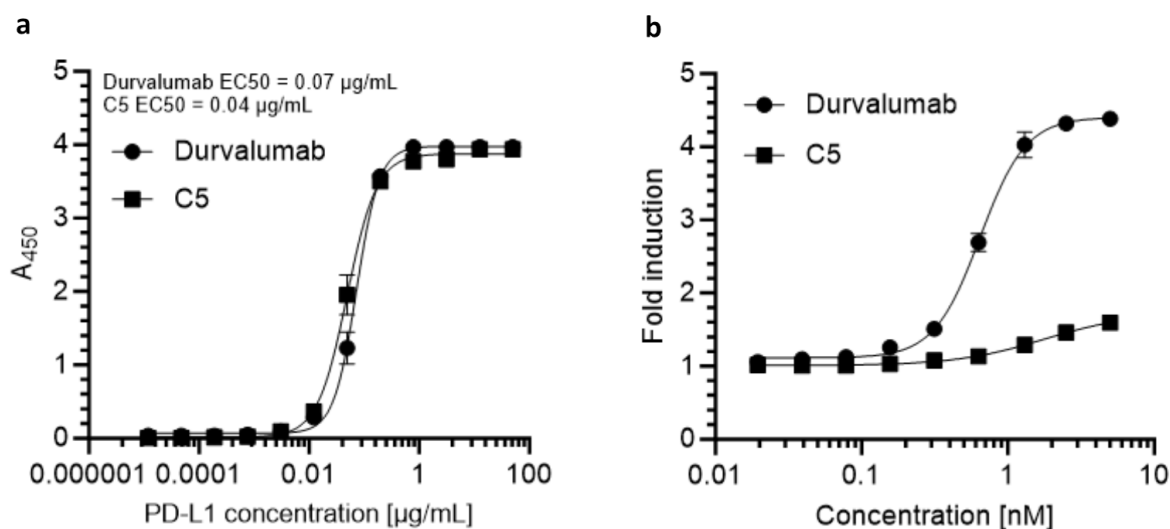 a
Durvalumab EC50 = 0.07 µg/mL
C5 EC50 = 0.04 µg/mL
Durvalumab
C5
A450
5
4
3
2
1
0
0.000001 0.0001 0.01 1 100
PD-L1 concentration [µg/mL]
b
Durvalumab
C5
Fold induction
5
4
3
2
1
0
0.01 0.1 1 10
Concentration [nM]